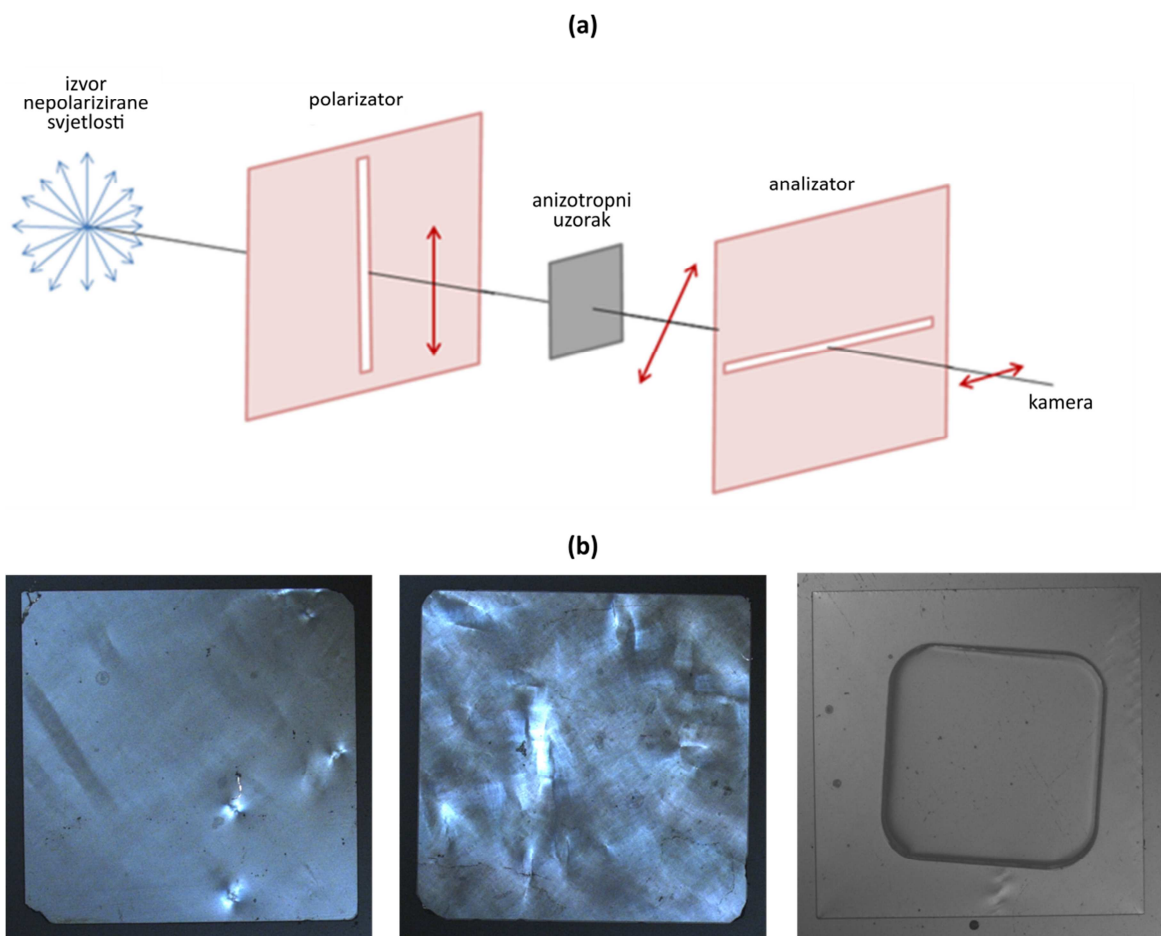 (a)
izvor
nepolarizirane
svjetlosti
polarizator
anizotropni
uzorak
analizator
kamera
(b)